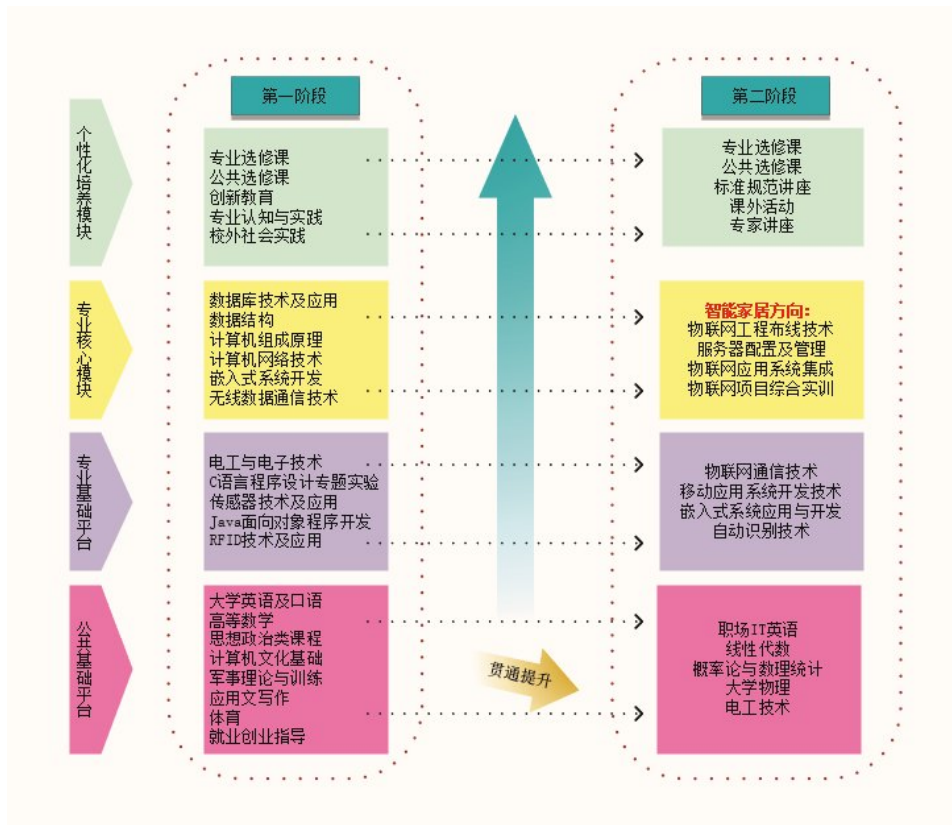 第一阶段
第二阶段
个性化培养模块
专业选修课
公共选修课
创新教育
专业认知与实践
校外社会实践
专业选修课
公共选修课
标准规范讲座
课外活动
专家讲座
专业核心模块
数据库技术及应用
数据结构
计算机组成原理
计算机网络技术
嵌入式系统开发
无线数据通信技术
智能家居方向：
物联网工程布线技术
服务器配置及管理
物联网应用系统集成
物联网项目综合实训
专业基础平台
电工与电子技术
C语言程序设计专题实验
传感器技术及应用
Java面向对象程序开发
RFID技术及应用
物联网通信技术
移动应用系统开发技术
嵌入式系统应用与开发
自动识别技术
公共基础平台
大学英语及口语
高等数学
思想政治类课程
计算机文化基础
军事理论与训练
应用文写作
体育
就业创业指导
贯通提升
职场IT英语
线性代数
概率论与数理统计
大学物理
电工技术